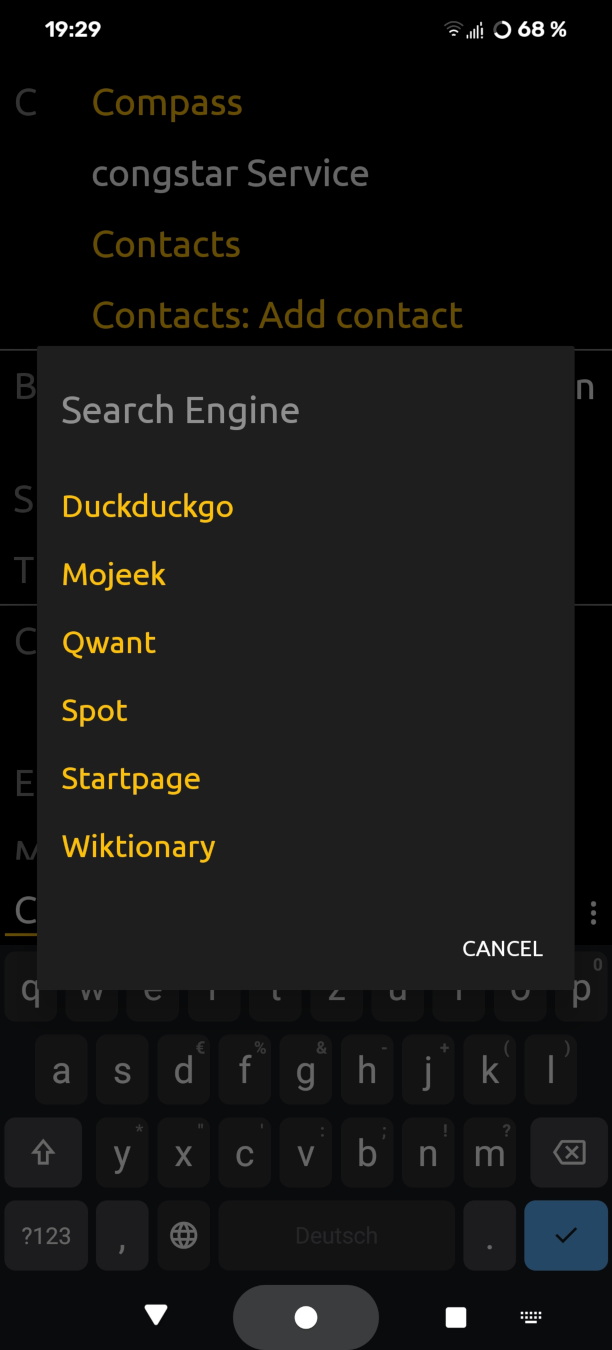 19:29
68 %
C Compass
congstar Service
Contacts
Contacts: Add contact
B n
Search Engine
S
Duckduckgo
T
Mojeek
C
Qwant
Spot
E
Startpage
M
Wiktionary
C
CANCEL
q w e r t z u i o p 0
a s d € f % g & h - j + k ( l )
y * x " c ' v : b ; n ! m ?
?123 , Deutsch .